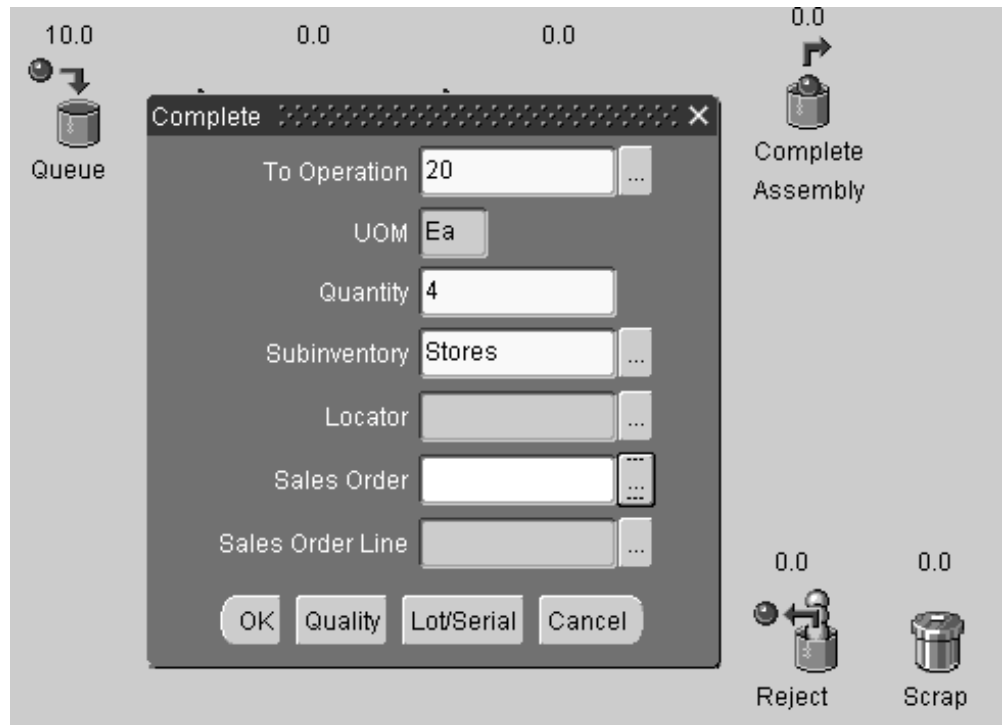 10.0 0.0 0.0 0.0
Queue
Complete
Assembly
Complete
To Operation 20 ...
UOM Ea
Quantity 4
Subinventory Stores ...
Locator ...
Sales Order ...
Sales Order Line ...
OK Quality Lot/Serial Cancel
0.0 0.0
Reject Scrap